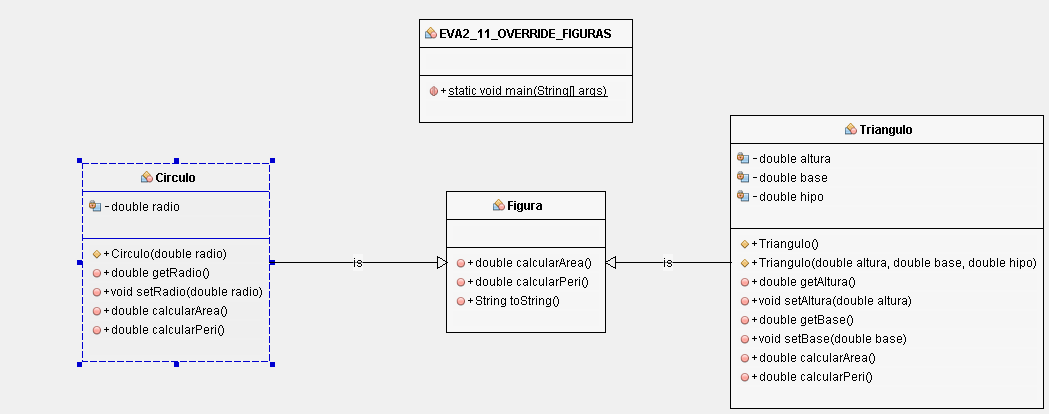 EVA2_11_OVERRIDE_FIGURAS
+static void main(String[] args)
Circulo
-double radio
+Circulo(double radio)
+double getRadio()
+void setRadio(double radio)
+double calcularArea()
+double calcularPeri()
is
Figura
+double calcularArea()
+double calcularPeri()
+String toString()
is
Triangulo
-double altura
-double base
-double hipo
+Triangulo()
+Triangulo(double altura, double base, double hipo)
+double getAltura()
+void setAltura(double altura)
+double getBase()
+void setBase(double base)
+double calcularArea()
+double calcularPeri()